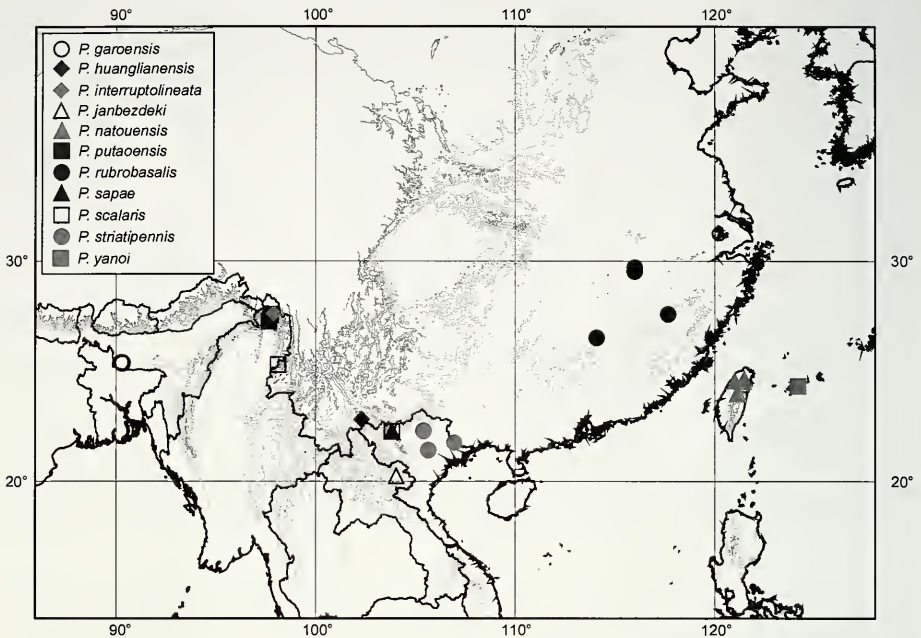 90° 100° 110° 120°
P. garoensis
P. huanglianensis
P. interruptolineata
P. janbezdeki
P. natouensis
P. putaoensis
P. rubrobasalis
P. sapae
P. scalaris
P. striatipennis
P. yanoi
30° 30°
20° 20°
90° 100° 110° 120°